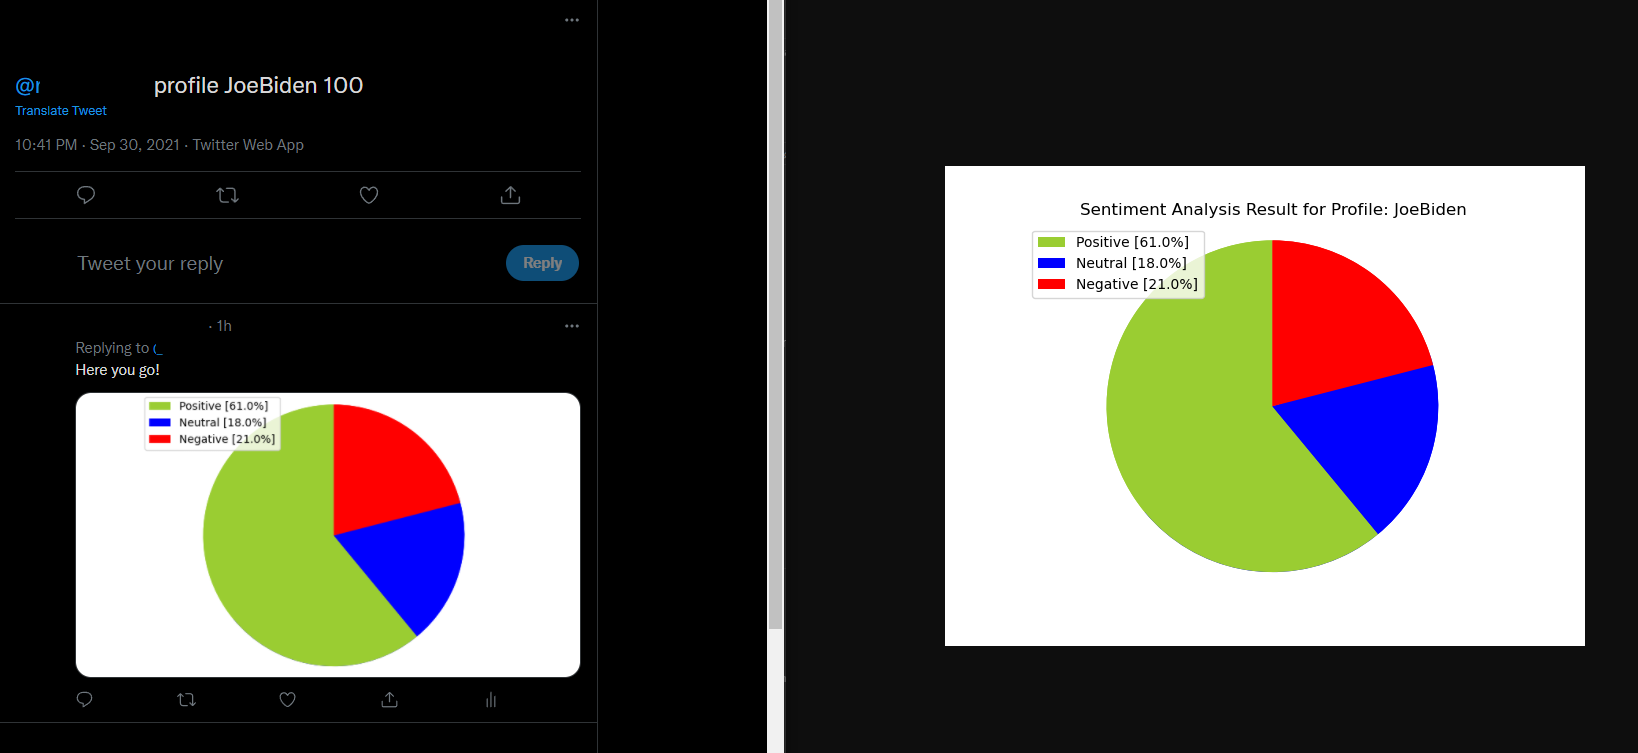 profile JoeBiden 100
Translate Tweet
10:41 PM · Sep 30, 2021 · Twitter Web App
Tweet your reply
Reply
· 1h
Replying to
Here you go!
Positive [61.0%]
Neutral [18.0%]
Negative [21.0%]
Sentiment Analysis Result for Profile: JoeBiden
Positive [61.0%]
Neutral [18.0%]
Negative [21.0%]